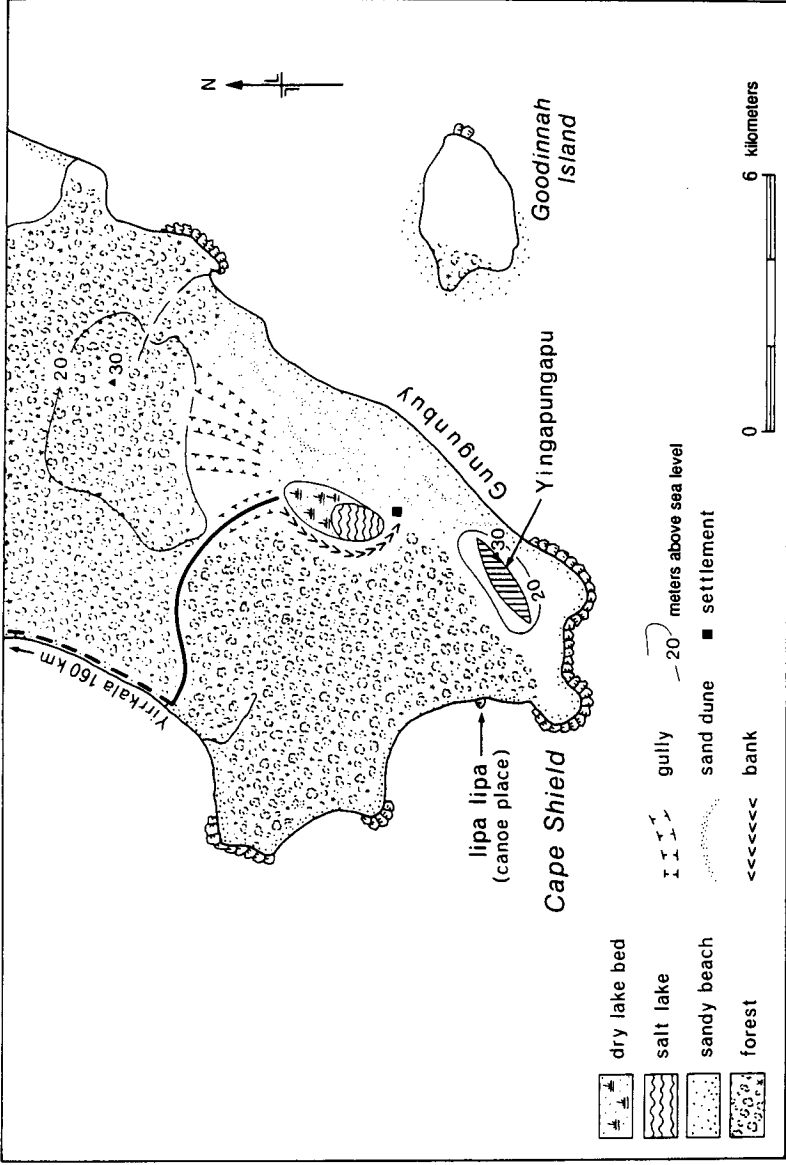 N
20
30
Yirrkala 160 km
Goodinnah
Island
Gungunbuy
Yingapungapu
30
20
lipa lipa
(canoe place)
Cape Shield
0 6 kilometers
dry lake bed
salt lake
sandy beach
forest
gully
sand dune
bank
20 meters above sea level
settlement